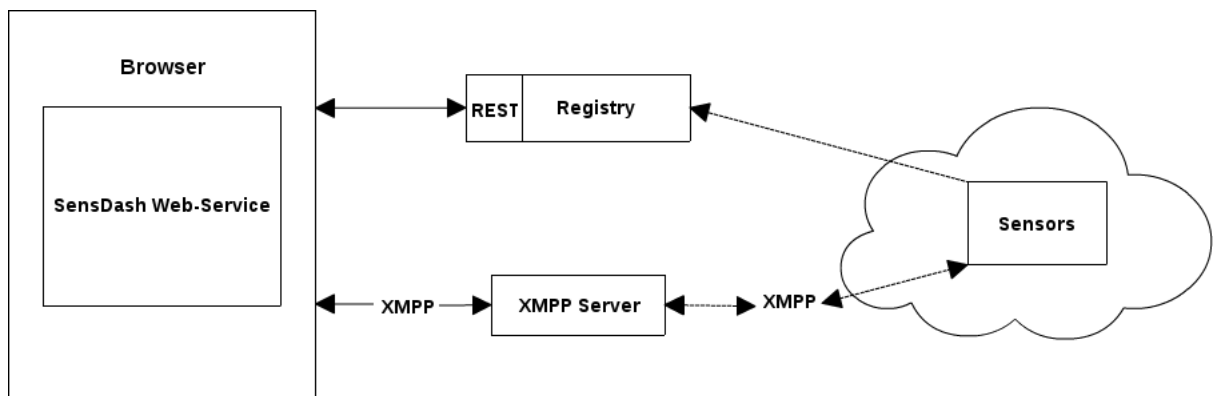 Browser
SensDash Web-Service
REST
Registry
Sensors
XMPP
XMPP Server
XMPP